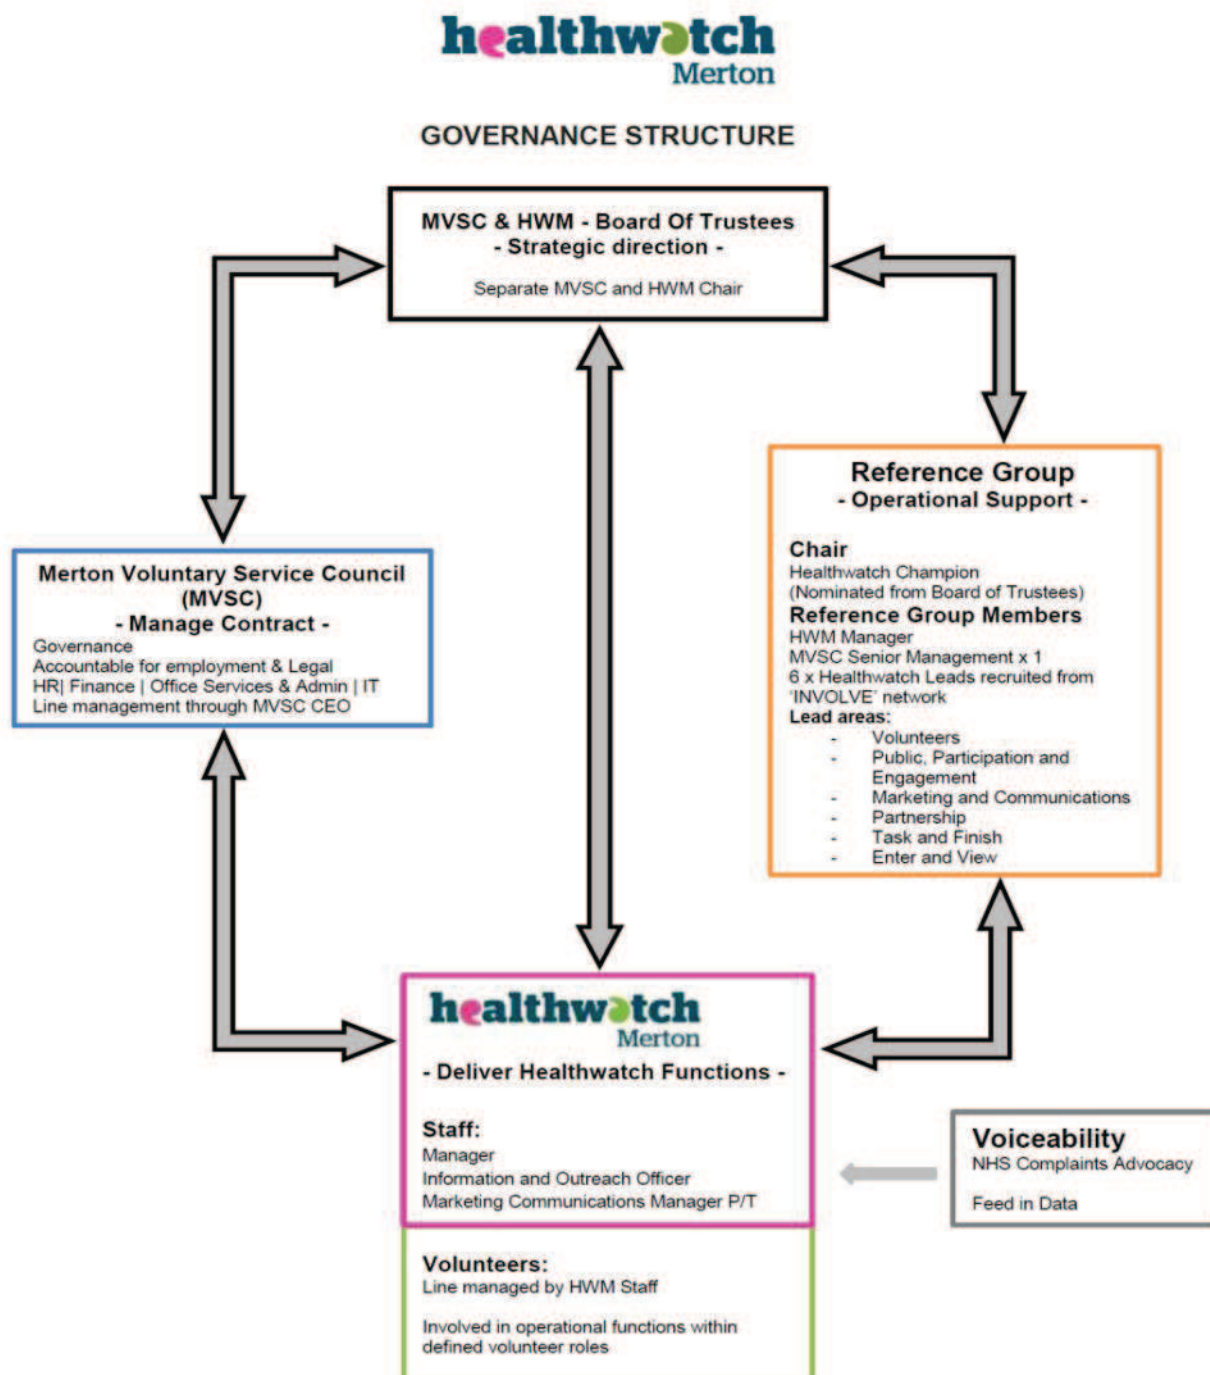 healthwatch
Merton
GOVERNANCE STRUCTURE
MVSC & HWM - Board Of Trustees
- Strategic direction -
Separate MVSC and HWM Chair
Merton Voluntary Service Council
(MVSC)
- Manage Contract -
Governance
Accountable for employment & Legal
HR| Finance | Office Services & Admin | IT
Line management through MVSC CEO
Reference Group
- Operational Support -
Chair
Healthwatch Champion
(Nominated from Board of Trustees)
Reference Group Members
HWM Manager
MVSC Senior Management x 1
6 x Healthwatch Leads recruited from
'INVOLVE' network
Lead areas:
- Volunteers
- Public, Participation and
Engagement
- Marketing and Communications
- Partnership
- Task and Finish
- Enter and View
healthwatch
Merton
- Deliver Healthwatch Functions -
Staff:
Manager
Information and Outreach Officer
Marketing Communications Manager P/T
Volunteers:
Line managed by HWM Staff
Involved in operational functions within
defined volunteer roles
Voiceability
NHS Complaints Advocacy
Feed in Data